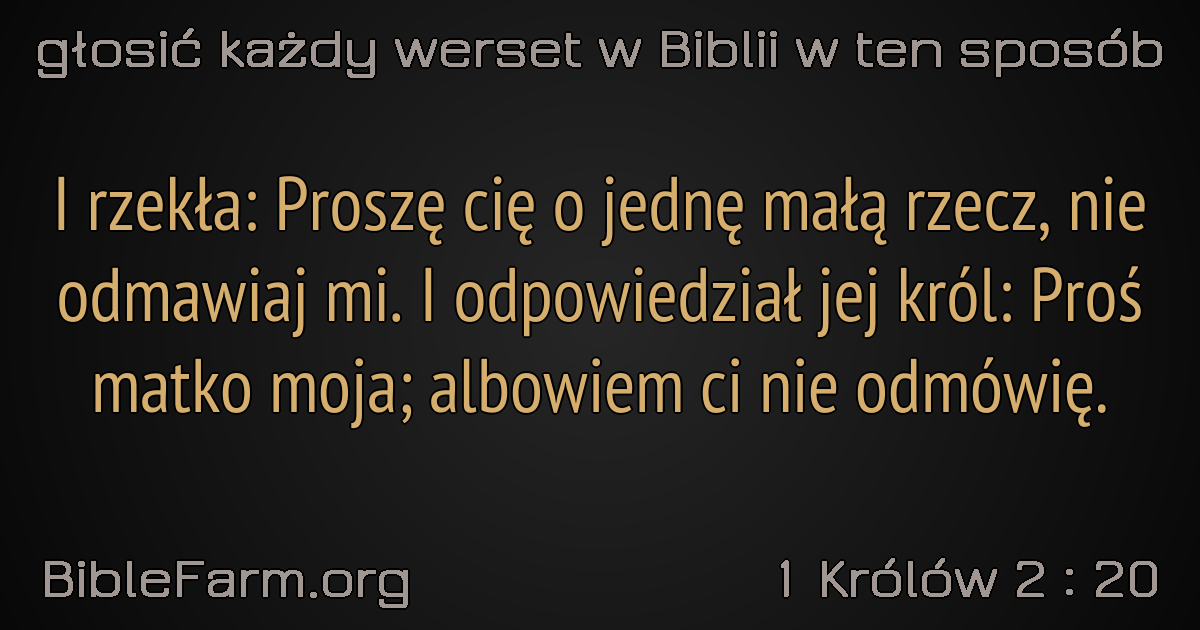 głosić każdy werset w Biblii w ten sposób
I rzekła: Proszę cię o jednę małą rzecz, nie
odmawiaj mi. I odpowiedział jej król: Proś
matko moja; albowiem ci nie odmówię.
BibleFarm.org
1 Królów 2 : 20